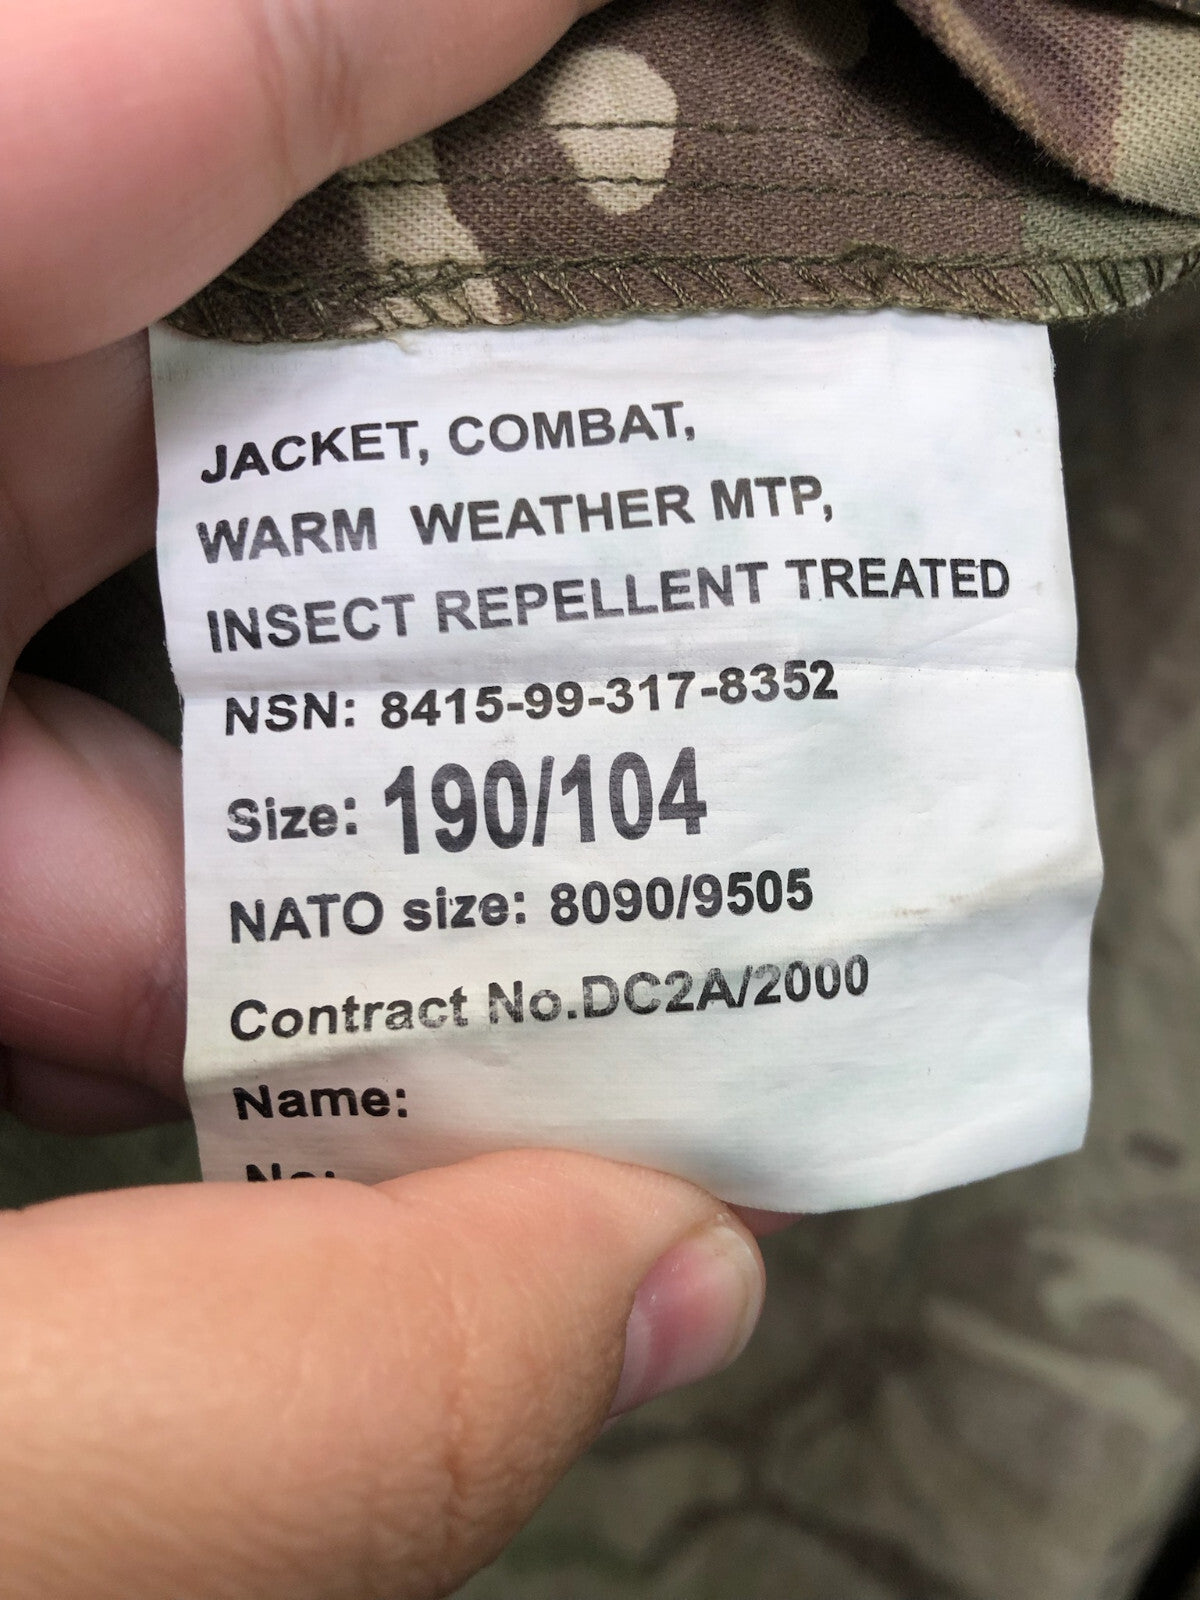 JACKET, COMBAT,
WARM WEATHER MTP,
INSECT REPELLENT TREATED
NSN: 8415-99-317-8352
Size: 190/104
NATO size: 8090/9505
Contract No.DC2A/2000
Name:
No: